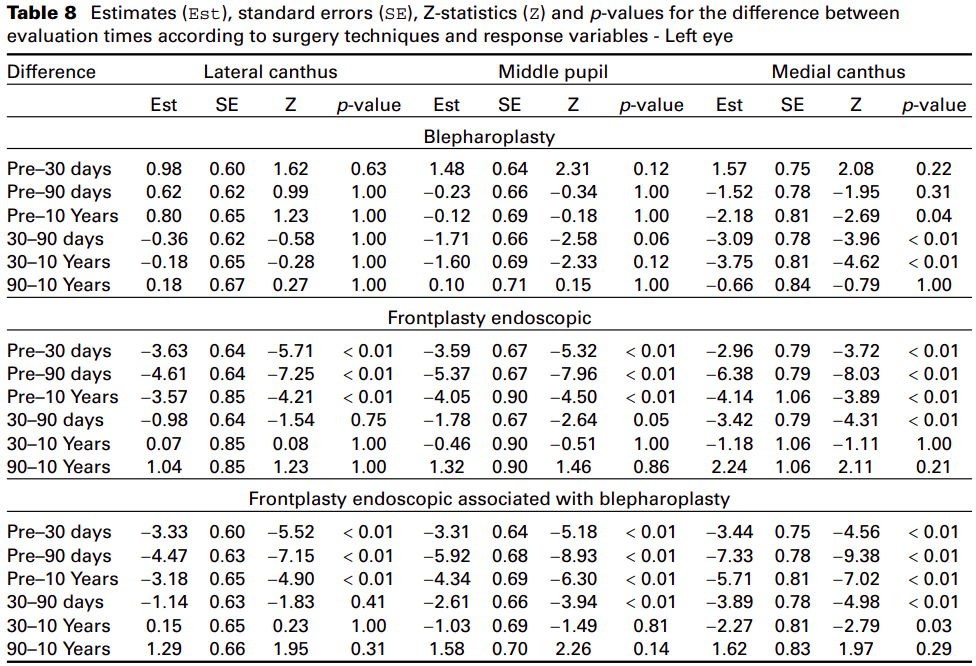 Table 8 Estimates (Est), standard errors (SE), Z-statistics (Z) and p-values for the difference between
evaluation times according to surgery techniques and response variables - Left eye
Difference Lateral canthus Middle pupil Medial canthus
Est SE Z p-value Est SE Z p-value Est SE Z p-value
Blepharoplasty
Pre–30 days 0.98 0.60 1.62 0.63 1.48 0.64 2.31 0.12 1.57 0.75 2.08 0.22
Pre–90 days 0.62 0.62 0.99 1.00 −0.23 0.66 −0.34 1.00 −1.52 0.78 −1.95 0.31
Pre–10 Years 0.80 0.65 1.23 1.00 −0.12 0.69 −0.18 1.00 −2.18 0.81 −2.69 0.04
30–90 days −0.36 0.62 −0.58 1.00 −1.71 0.66 −2.58 0.06 −3.09 0.78 −3.96 < 0.01
30–10 Years −0.18 0.65 −0.28 1.00 −1.60 0.69 −2.33 0.12 −3.75 0.81 −4.62 < 0.01
90–10 Years 0.18 0.67 0.27 1.00 0.10 0.71 0.15 1.00 −0.66 0.84 −0.79 1.00
Frontplasty endoscopic
Pre–30 days −3.63 0.64 −5.71 < 0.01 −3.59 0.67 −5.32 < 0.01 −2.96 0.79 −3.72 < 0.01
Pre–90 days −4.61 0.64 −7.25 < 0.01 −5.37 0.67 −7.96 < 0.01 −6.38 0.79 −8.03 < 0.01
Pre–10 Years −3.57 0.85 −4.21 < 0.01 −4.05 0.90 −4.50 < 0.01 −4.14 1.06 −3.89 < 0.01
30–90 days −0.98 0.64 −1.54 0.75 −1.78 0.67 −2.64 0.05 −3.42 0.79 −4.31 < 0.01
30–10 Years 0.07 0.85 0.08 1.00 −0.46 0.90 −0.51 1.00 −1.18 1.06 −1.11 1.00
90–10 Years 1.04 0.85 1.23 1.00 1.32 0.90 1.46 0.86 2.24 1.06 2.11 0.21
Frontplasty endoscopic associated with blepharoplasty
Pre–30 days −3.33 0.60 −5.52 < 0.01 −3.31 0.64 −5.18 < 0.01 −3.44 0.75 −4.56 < 0.01
Pre–90 days −4.47 0.63 −7.15 < 0.01 −5.92 0.68 −8.93 < 0.01 −7.33 0.78 −9.38 < 0.01
Pre–10 Years −3.18 0.65 −4.90 < 0.01 −4.34 0.69 −6.30 < 0.01 −5.71 0.81 −7.02 < 0.01
30–90 days −1.14 0.63 −1.83 0.41 −2.61 0.66 −3.94 < 0.01 −3.89 0.78 −4.98 < 0.01
30–10 Years 0.15 0.65 0.23 1.00 −1.03 0.69 −1.49 0.81 −2.27 0.81 −2.79 0.03
90–10 Years 1.29 0.66 1.95 0.31 1.58 0.70 2.26 0.14 1.62 0.83 1.97 0.29